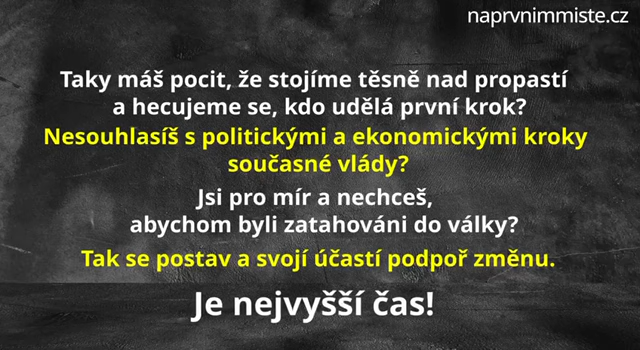 naprvnimmiste.cz
Taky máš pocit, že stojíme těsně nad propastí
a hecujeme se, kdo udělá první krok?
Nesouhlasíš s politickými a ekonomickými kroky
současné vlády?
Jsi pro mír a nechceš,
abychom byli zatahováni do války?
Tak se postav a svojí účastí podpoř změnu.
Je nejvyšší čas!